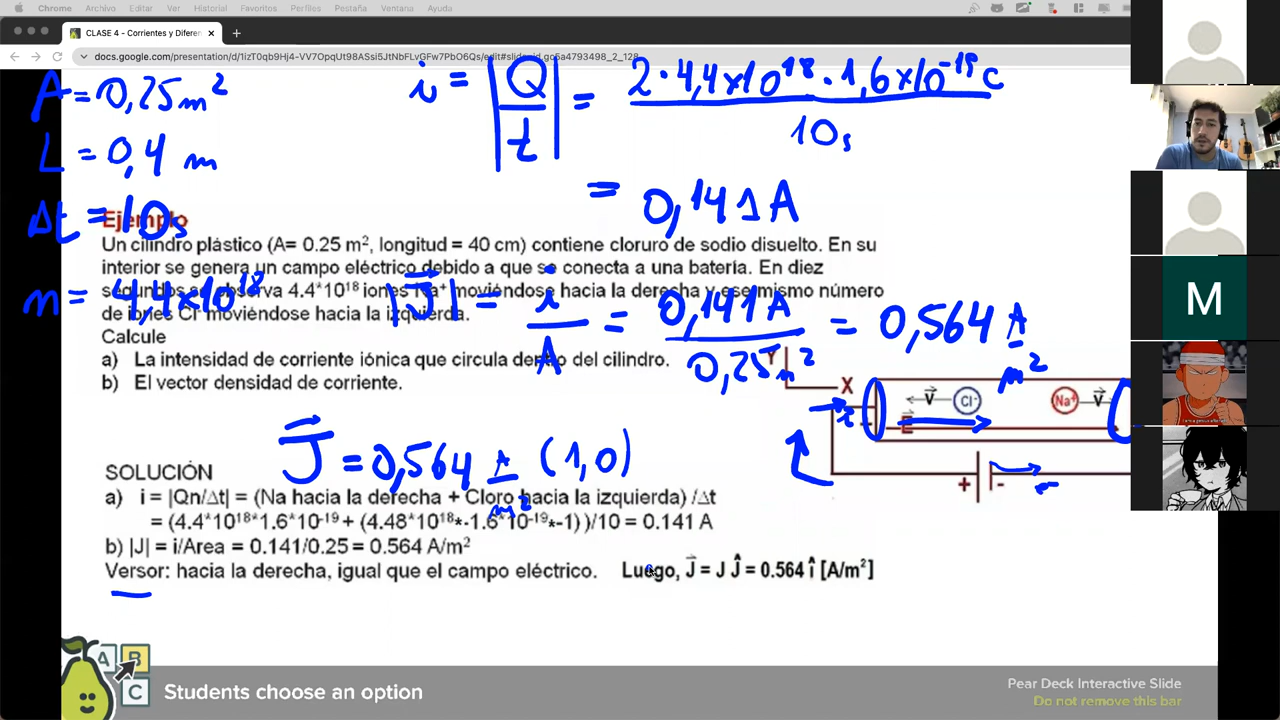 Chrome Archivo Editar Ver Historial Favoritos Perfiles Pestaña Ventana Ayuda
CLASE 4 - Corrientes y Diferen
docs.google.com/presentation/d/1izT0qb9Hj4-VV7OpqUt98ASsi5JtNbFLvGFw7PbO6Qs/edit#slide=id.gc5a4793498_2_128
A = 0,25 m²
L = 0,4 m
Δt = 10s
n = 4,4×10¹⁸
i = |Q/t| = 2 · 4,4×10¹⁸ · 1,6×10⁻¹⁹ C / 10s
= 0,141 A
Ejemplo
Un cilindro plástico (A= 0.25 m², longitud = 40 cm) contiene cloruro de sodio disuelto. En su
interior se genera un campo eléctrico debido a que se conecta a una batería. En diez
segundos se observa 4.4*10¹⁸ iones Na⁺ moviéndose hacia la derecha y ese mismo número
de iones Cl⁻ moviéndose hacia la izquierda.
|J⃗| = i/A = 0,141A / 0,25m² = 0,564 A/m²
Calcule
a) La intensidad de corriente iónica que circula dentro del cilindro.
b) El vector densidad de corriente.
J⃗ = 0,564 A/m² (1,0)
Y
X
i
V⃗ Cl⁻ Na⁺ V⃗
E⃗
+ -
SOLUCIÓN
a) i = |Qn/Δt| = (Na hacia la derecha + Cloro hacia la izquierda) /Δt
= (4.4*10¹⁸*1.6*10⁻¹⁹ + (4.48*10¹⁸*-1.6*10⁻¹⁹*-1) )/10 = 0.141 A
b) |J| = i/Area = 0.141/0.25 = 0.564 A/m²
Versor: hacia la derecha, igual que el campo eléctrico. Luego, J⃗ = J Ĵ = 0.564 î [A/m²]
M
A B C
Students choose an option
Pear Deck Interactive Slide
Do not remove this bar